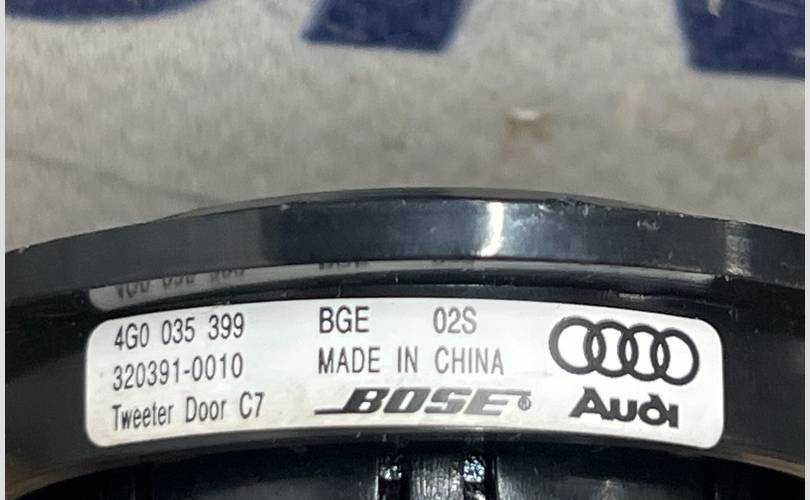 4G0 035 399 BGE 02S
320391-0010 MADE IN CHINA
Tweeter Door C7 BOSE® Audi